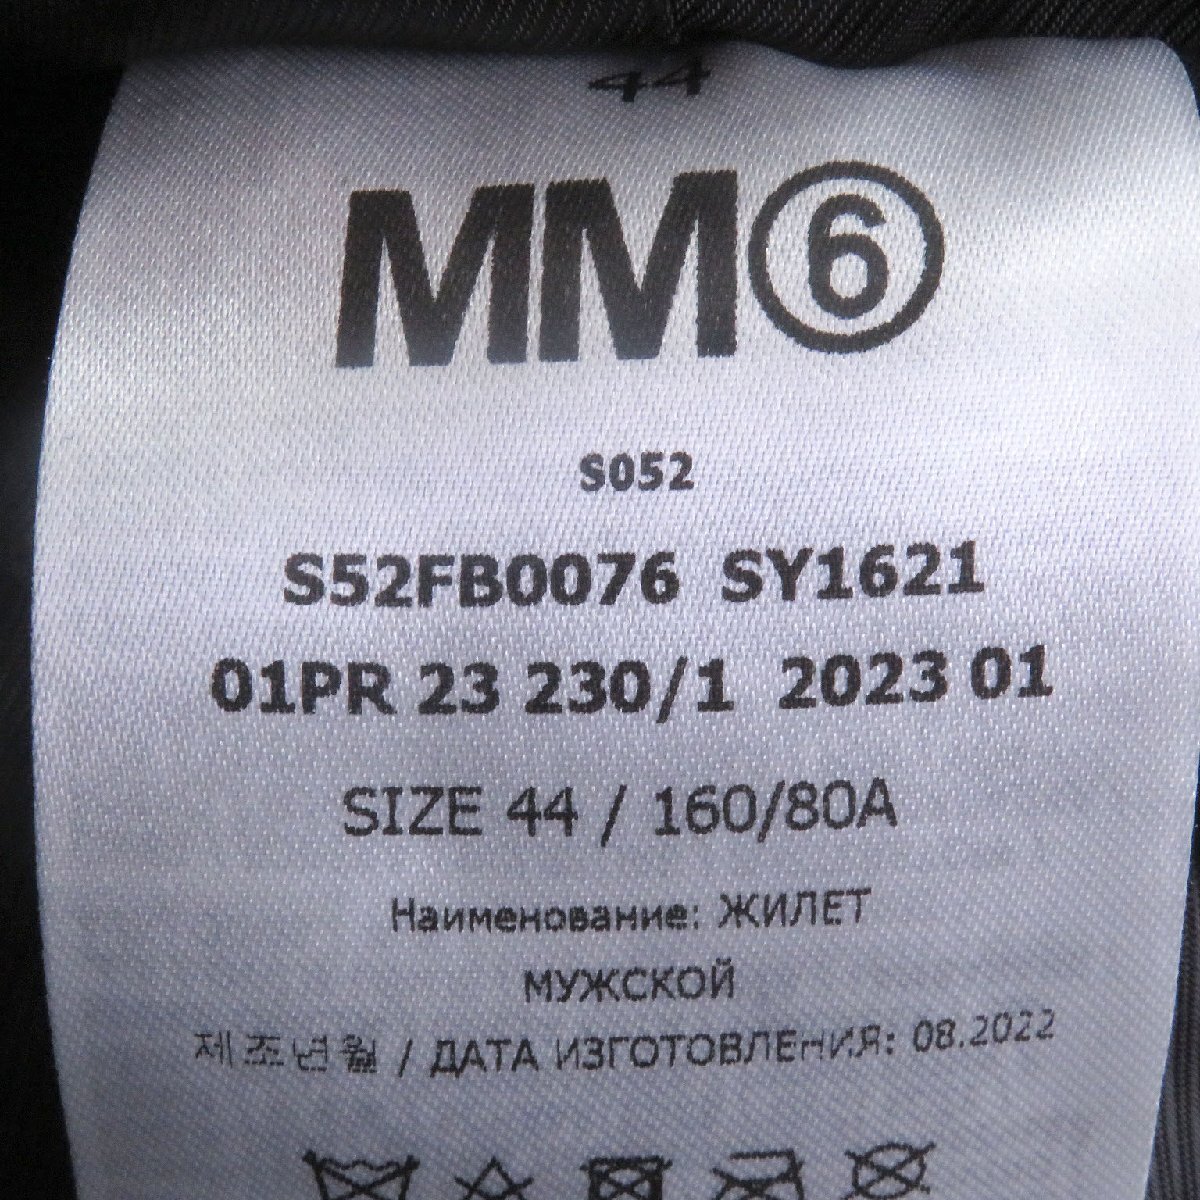 44
MM⑥
S052
S52FB0076 SY1621
01PR 23 230/1 2023 01
SIZE 44 / 160/80A
Наименование: ЖИЛЕТ
МУЖСКОЙ
제조년월 / ДАТА ИЗГОТОВЛЕНИЯ: 08.2022